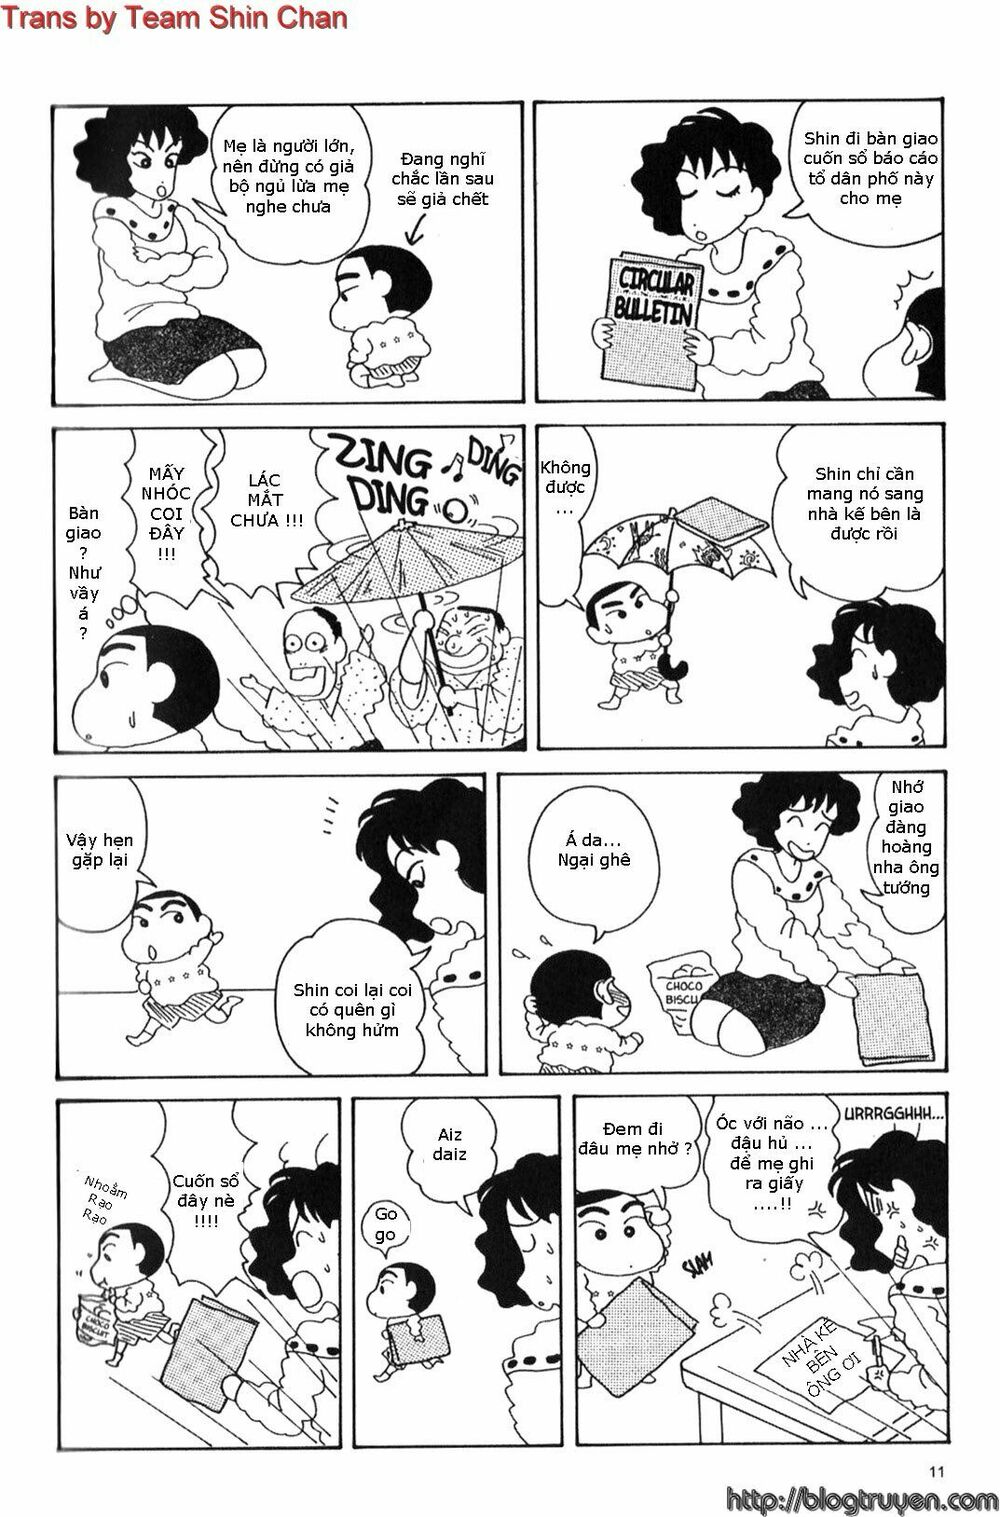 Trans by Team Shin Chan
Mẹ là người lớn,
nên đừng có giả
bộ ngủ lừa mẹ
nghe chưa
Đang nghĩ
chắc lần sau
sẽ giả chết
Shin đi bàn giao
cuốn sổ báo cáo
tổ dân phố này
cho mẹ
CIRCULAR
BULLETIN
Bàn
giao
?
Như
vầy
á
?
MẤY
NHÓC
COI
ĐÂY
!!!
LÁC
MẮT
CHƯA !!!
ZING
DING
DING
Không
được
...
Shin chỉ cần
mang nó sang
nhà kế bên là
được rồi
Vậy hẹn
gặp lại
Shin coi lại coi
có quên gì
không hửm
Á da...
Ngại ghê
Nhớ
giao
đàng
hoàng
nha ông
tướng
CHOCO
BISCU
Nhoằm
Rạo
Rạo
Cuốn sổ
đây nè
!!!!
CHOCO
BISCUIT
Aiz
daiz
Go
go
Đem đi
đâu mẹ nhở ?
Óc với não ...
đậu hủ ...
để mẹ ghi
ra giấy
....!!
URRRGGHHH...
SLAM
NHÀ KẾ
BÊN
ÔNG ƠI
11
http://blogtruyen.com/